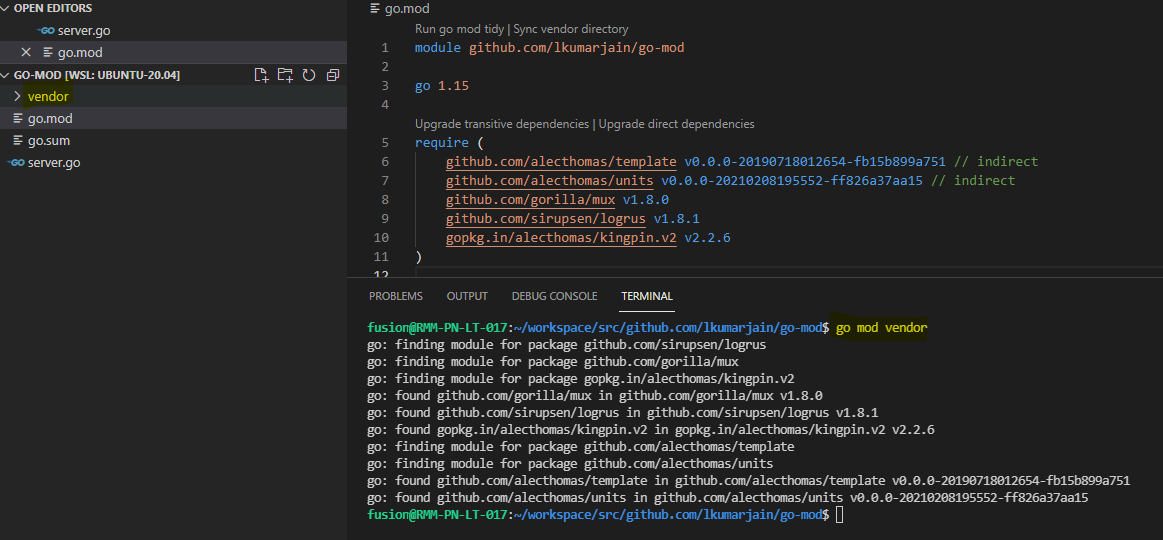 OPEN EDITORS
server.go
go.mod
GO-MOD [WSL: UBUNTU-20.04]
vendor
go.mod
go.sum
server.go
go.mod
Run go mod tidy | Sync vendor directory
1 module github.com/lkumarjain/go-mod
2
3 go 1.15
4
Upgrade transitive dependencies | Upgrade direct dependencies
5 require (
6 github.com/alecthomas/template v0.0.0-20190718012654-fb15b899a751 // indirect
7 github.com/alecthomas/units v0.0.0-20210208195552-ff826a37aa15 // indirect
8 github.com/gorilla/mux v1.8.0
9 github.com/sirupsen/logrus v1.8.1
10 gopkg.in/alecthomas/kingpin.v2 v2.2.6
11 )
12
PROBLEMS OUTPUT DEBUG CONSOLE TERMINAL
fusion@RMM-PN-LT-017:~/workspace/src/github.com/lkumarjain/go-mod$ go mod vendor
go: finding module for package github.com/sirupsen/logrus
go: finding module for package github.com/gorilla/mux
go: finding module for package gopkg.in/alecthomas/kingpin.v2
go: found github.com/gorilla/mux in github.com/gorilla/mux v1.8.0
go: found github.com/sirupsen/logrus in github.com/sirupsen/logrus v1.8.1
go: found gopkg.in/alecthomas/kingpin.v2 in gopkg.in/alecthomas/kingpin.v2 v2.2.6
go: finding module for package github.com/alecthomas/template
go: finding module for package github.com/alecthomas/units
go: found github.com/alecthomas/template in github.com/alecthomas/template v0.0.0-20190718012654-fb15b899a751
go: found github.com/alecthomas/units in github.com/alecthomas/units v0.0.0-20210208195552-ff826a37aa15
fusion@RMM-PN-LT-017:~/workspace/src/github.com/lkumarjain/go-mod$